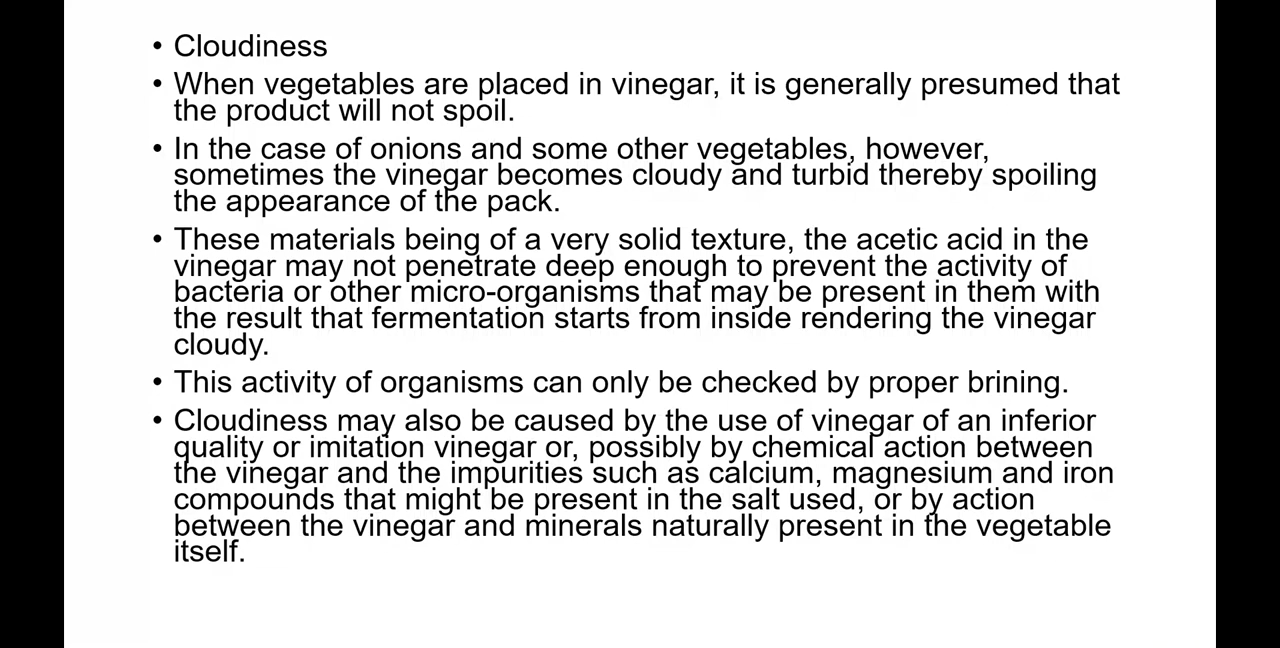 • Cloudiness
• When vegetables are placed in vinegar, it is generally presumed that
the product will not spoil.
• In the case of onions and some other vegetables, however,
sometimes the vinegar becomes cloudy and turbid thereby spoiling
the appearance of the pack.
• These materials being of a very solid texture, the acetic acid in the
vinegar may not penetrate deep enough to prevent the activity of
bacteria or other micro-organisms that may be present in them with
the result that fermentation starts from inside rendering the vinegar
cloudy.
• This activity of organisms can only be checked by proper brining.
• Cloudiness may also be caused by the use of vinegar of an inferior
quality or imitation vinegar or, possibly by chemical action between
the vinegar and the impurities such as calcium, magnesium and iron
compounds that might be present in the salt used, or by action
between the vinegar and minerals naturally present in the vegetable
itself.